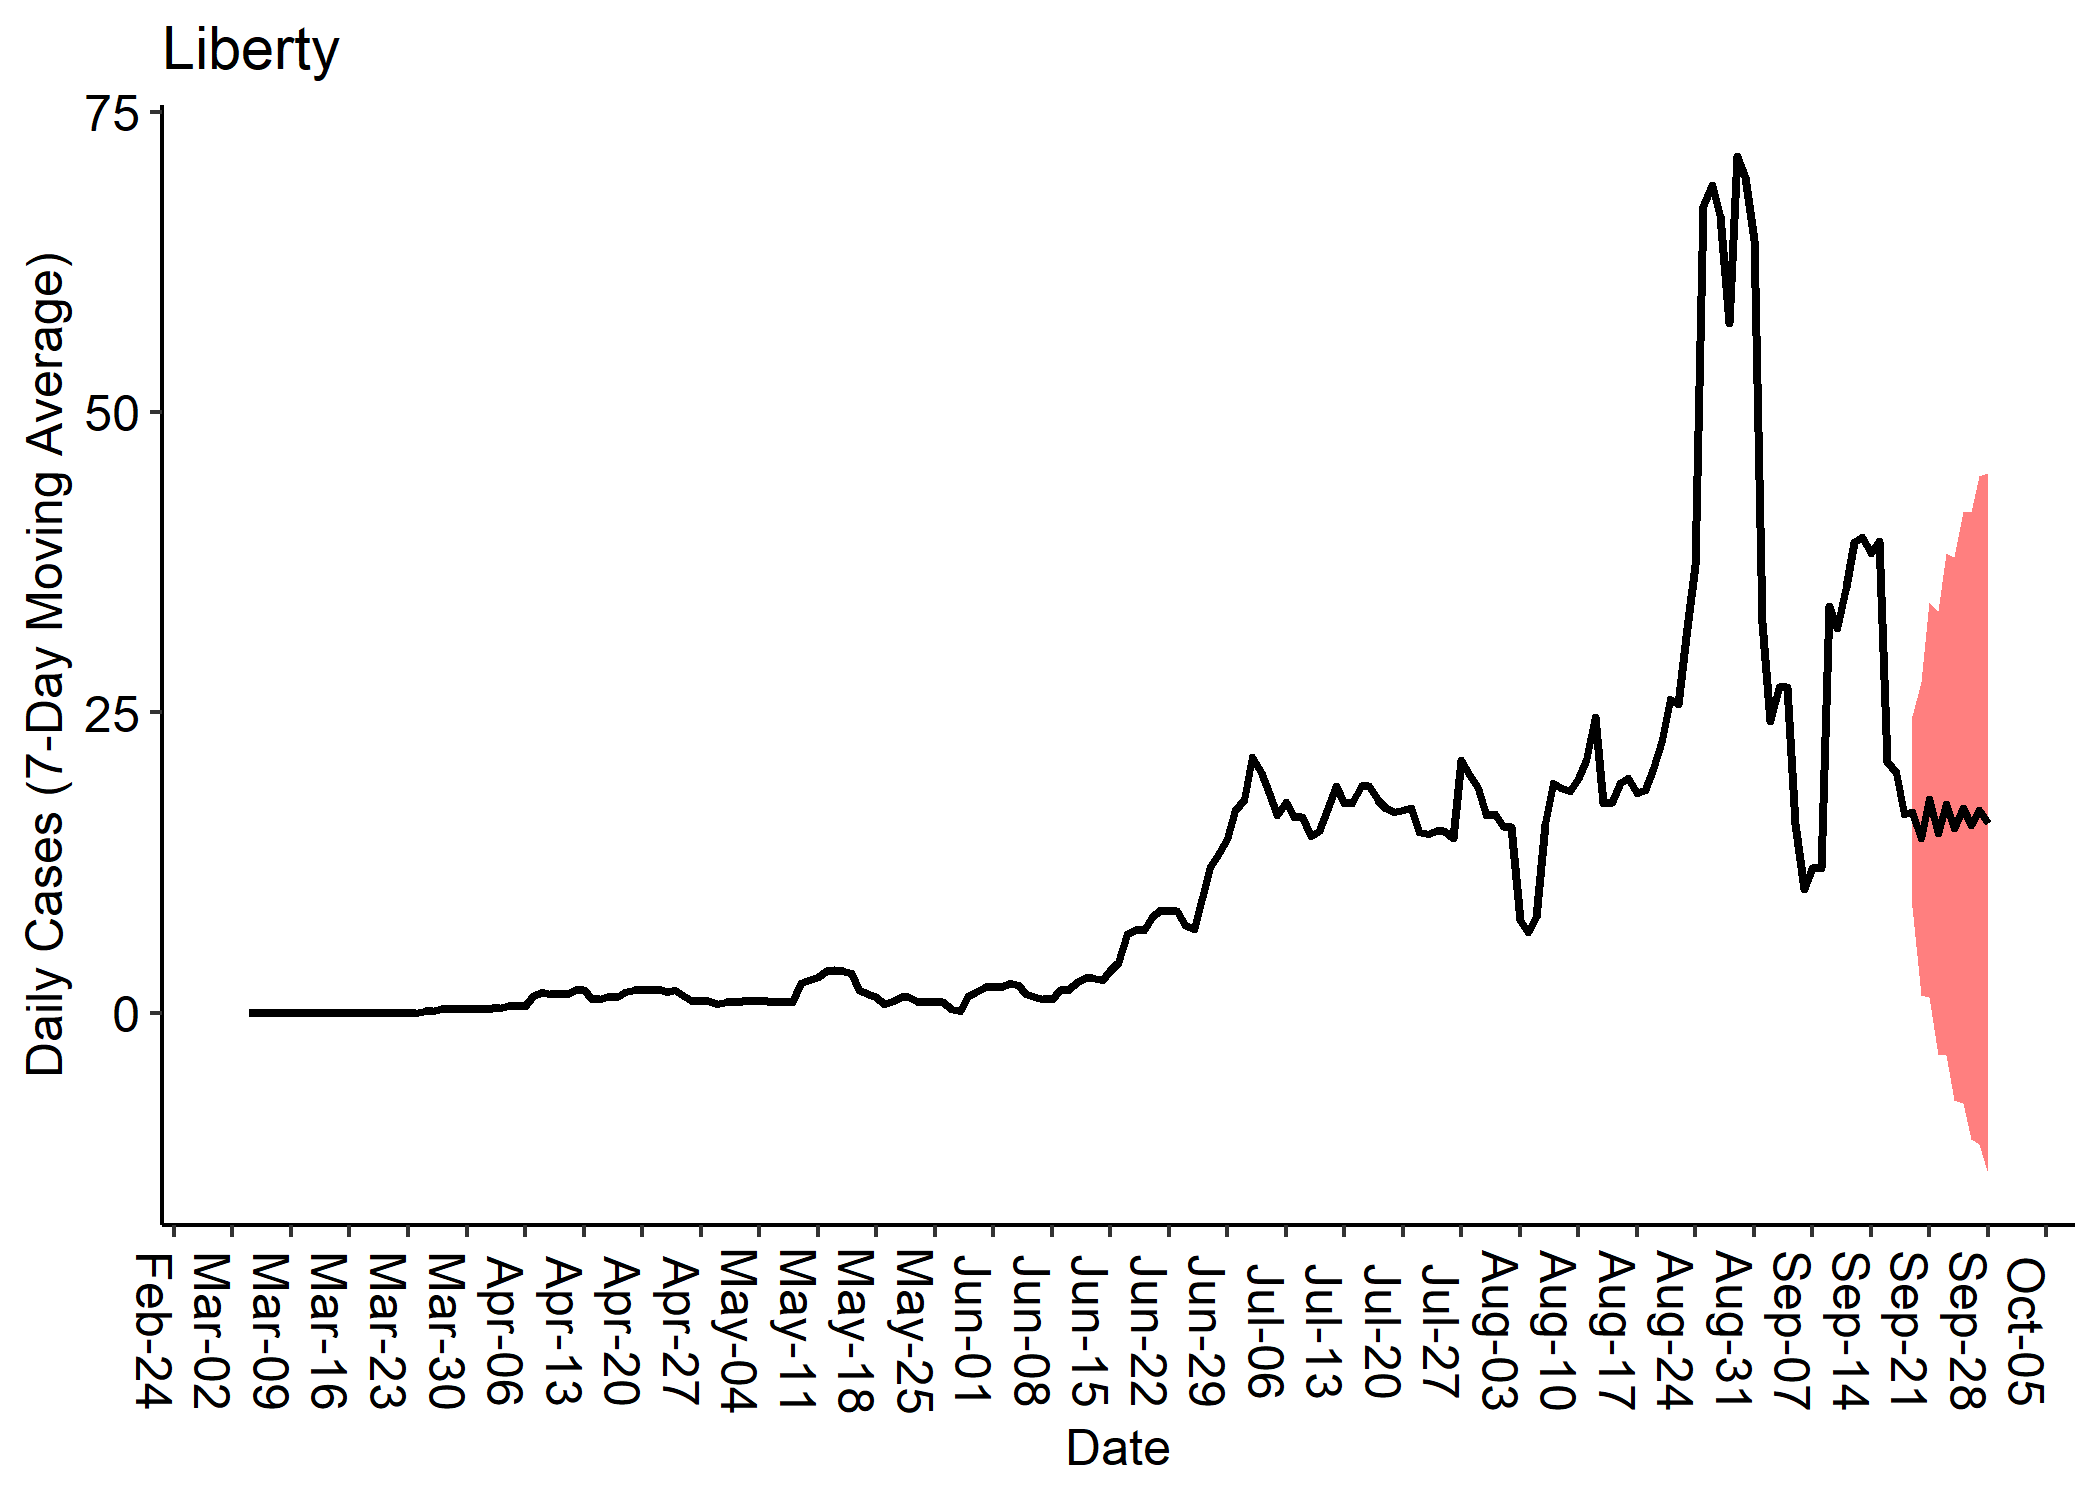 Liberty
75
50
25
0
Daily Cases (7-Day Moving Average)
Feb-24
Mar-02
Mar-09
Mar-16
Mar-23
Mar-30
Apr-06
Apr-13
Apr-20
Apr-27
May-04
May-11
May-18
May-25
Jun-01
Jun-08
Jun-15
Jun-22
Jun-29
Jul-06
Jul-13
Jul-20
Jul-27
Aug-03
Aug-10
Aug-17
Aug-24
Aug-31
Sep-07
Sep-14
Sep-21
Sep-28
Oct-05
Date